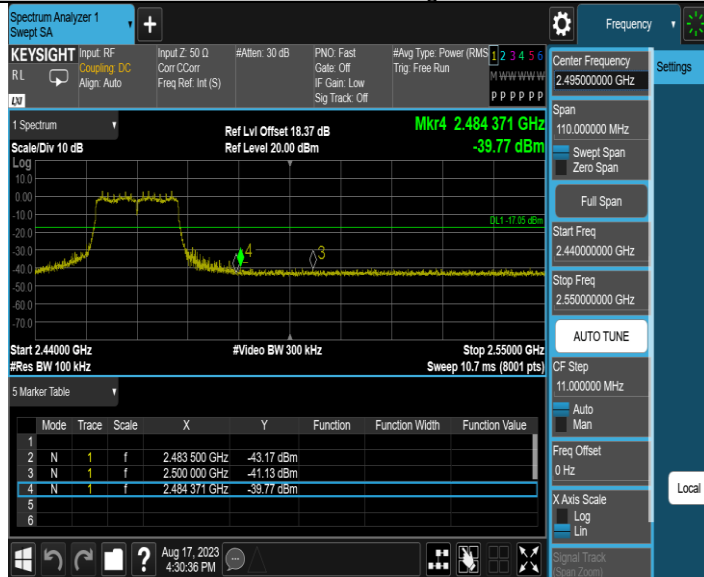 Spectrum Analyzer 1
Swept SA
Frequency
KEYSIGHT
RL
LXI
Input: RF
Coupling: DC
Align: Auto
Input Z: 50 Ω
Corr CCorr
Freq Ref: Int (S)
#Atten: 30 dB
PNO: Fast
Gate: Off
IF Gain: Low
Sig Track: Off
#Avg Type: Power (RMS
Trig: Free Run
1 2 3 4 5 6
M W W W W W
P P P P P P
1 Spectrum
Scale/Div 10 dB
Ref Lvl Offset 18.37 dB
Ref Level 20.00 dBm
Mkr4 2.484 371 GHz
-39.77 dBm
Log
10.0
0.00
-10.0
-20.0
-30.0
-40.0
-50.0
-60.0
-70.0
DL1 -17.05 dBm
4
3
Start 2.44000 GHz
#Res BW 100 kHz
#Video BW 300 kHz
Stop 2.55000 GHz
Sweep 10.7 ms (8001 pts)
5 Marker Table
Mode Trace Scale X Y Function Function Width Function Value
1
2 N 1 f 2.483 500 GHz -43.17 dBm
3 N 1 f 2.500 000 GHz -41.13 dBm
4 N 1 f 2.484 371 GHz -39.77 dBm
5
6
?
Aug 17, 2023
4:30:36 PM
Center Frequency
2.495000000 GHz
Span
110.000000 MHz
Swept Span
Zero Span
Full Span
Start Freq
2.440000000 GHz
Stop Freq
2.550000000 GHz
AUTO TUNE
CF Step
11.000000 MHz
Auto
Man
Freq Offset
0 Hz
X Axis Scale
Log
Lin
Signal Track
(Span Zoom)
Settings
Local